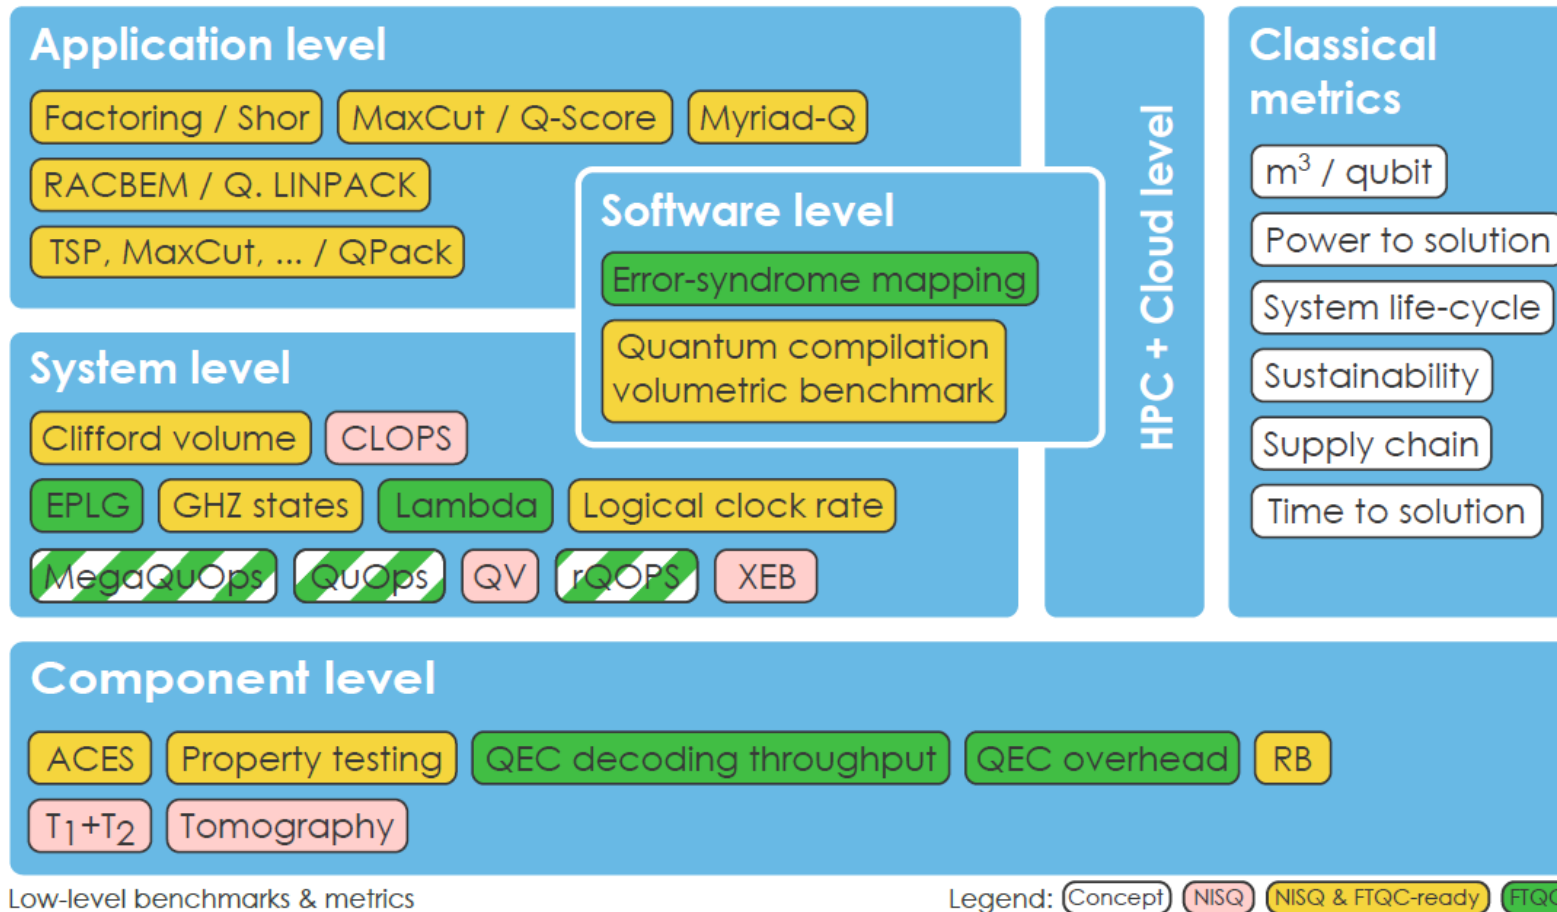 Application level
Factoring / Shor
MaxCut / Q-Score
Myriad-Q
RACBEM / Q. LINPACK
TSP, MaxCut, ... / QPack
Software level
Error-syndrome mapping
Quantum compilation
volumetric benchmark
System level
Clifford volume
CLOPS
EPLG
GHZ states
Lambda
Logical clock rate
MegaQuOps
QuOps
QV
rQOPS
XEB
HPC + Cloud level
Classical
metrics
m³ / qubit
Power to solution
System life-cycle
Sustainability
Supply chain
Time to solution
Component level
ACES
Property testing
QEC decoding throughput
QEC overhead
RB
T₁+T₂
Tomography
Low-level benchmarks & metrics
Legend:
Concept
NISQ
NISQ & FTQC-ready